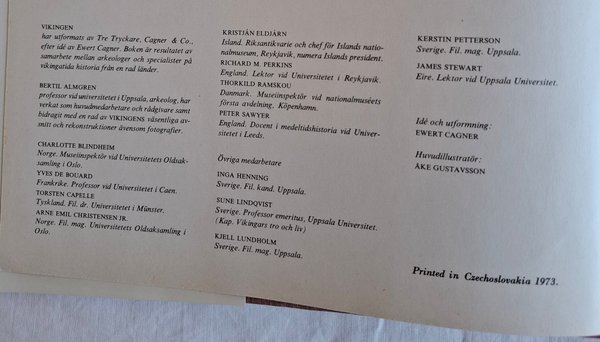 VIKINGEN
har utformats av Tre Tryckare, Cagner & Co.,
efter idé av Ewert Cagner. Boken är resultatet av
samarbete mellan arkeologer och specialister på
vikingatida historia från en rad länder.
BERTIL ALMGREN
professor vid universitetet i Uppsala, arkeolog, har
verkat som huvudmedarbetare och rådgivare samt
bidragit med en rad av VIKINGENS väsentliga av-
snitt och rekonstruktioner ävensom fotografier.
CHARLOTTE BLINDHEIM
Norge. Museiinspektör vid Universitetets Oldsak-
samling i Oslo.
YVES DE BOUARD
Frankrike. Professor vid Universitetet i Caen.
TORSTEN CAPELLE
Tyskland. Fil. dr. Universitetet i Münster.
ARNE EMIL CHRISTENSEN JR.
Norge. Fil. mag. Universitetets Oldsaksamling i
Oslo.
KRISTJÁN ELDJÁRN
Island. Riksantikvarie och chef för Islands natio-
nalmuseum, Reykjavik, numera Islands president.
RICHARD M. PERKINS
England. Lektor vid Universitetet i Reykjavik.
THORKILD RAMSKOU
Danmark. Museiinspektör vid nationalmuséets
första avdelning, Köpenhamn.
PETER SAWYER
England. Docent i medeltidshistoria vid Univer-
sitetet i Leeds.
Övriga medarbetare
INGA HENNING
Sverige. Fil. kand. Uppsala.
SUNE LINDQVIST
Sverige. Professor emeritus, Uppsala Universitet.
(Kap. Vikingars tro och liv)
KJELL LUNDHOLM
Sverige. Fil. mag. Uppsala.
KERSTIN PETTERSON
Sverige. Fil. mag. Uppsala.
JAMES STEWART
Eire. Lektor vid Uppsala Universitet.
Idé och utformning:
EWERT CAGNER
Huvudillustratör:
ÅKE GUSTAVSSON
Printed in Czechoslovakia 1973.